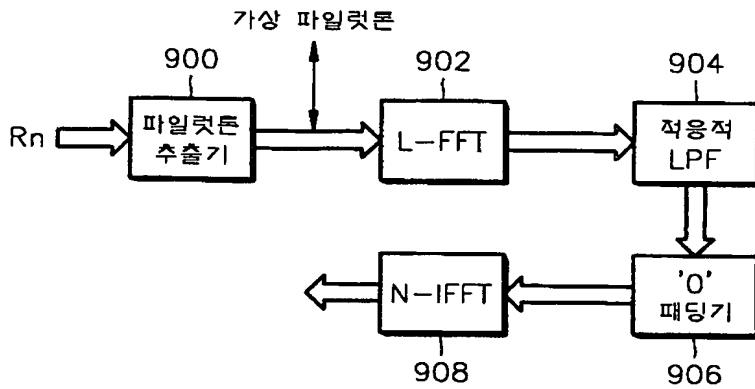 가상 파일럿톤
900
902
904
Rn
파일럿톤
추출기
L-FFT
적응적
LPF
N-IFFT
'0'
패딩기
908
906